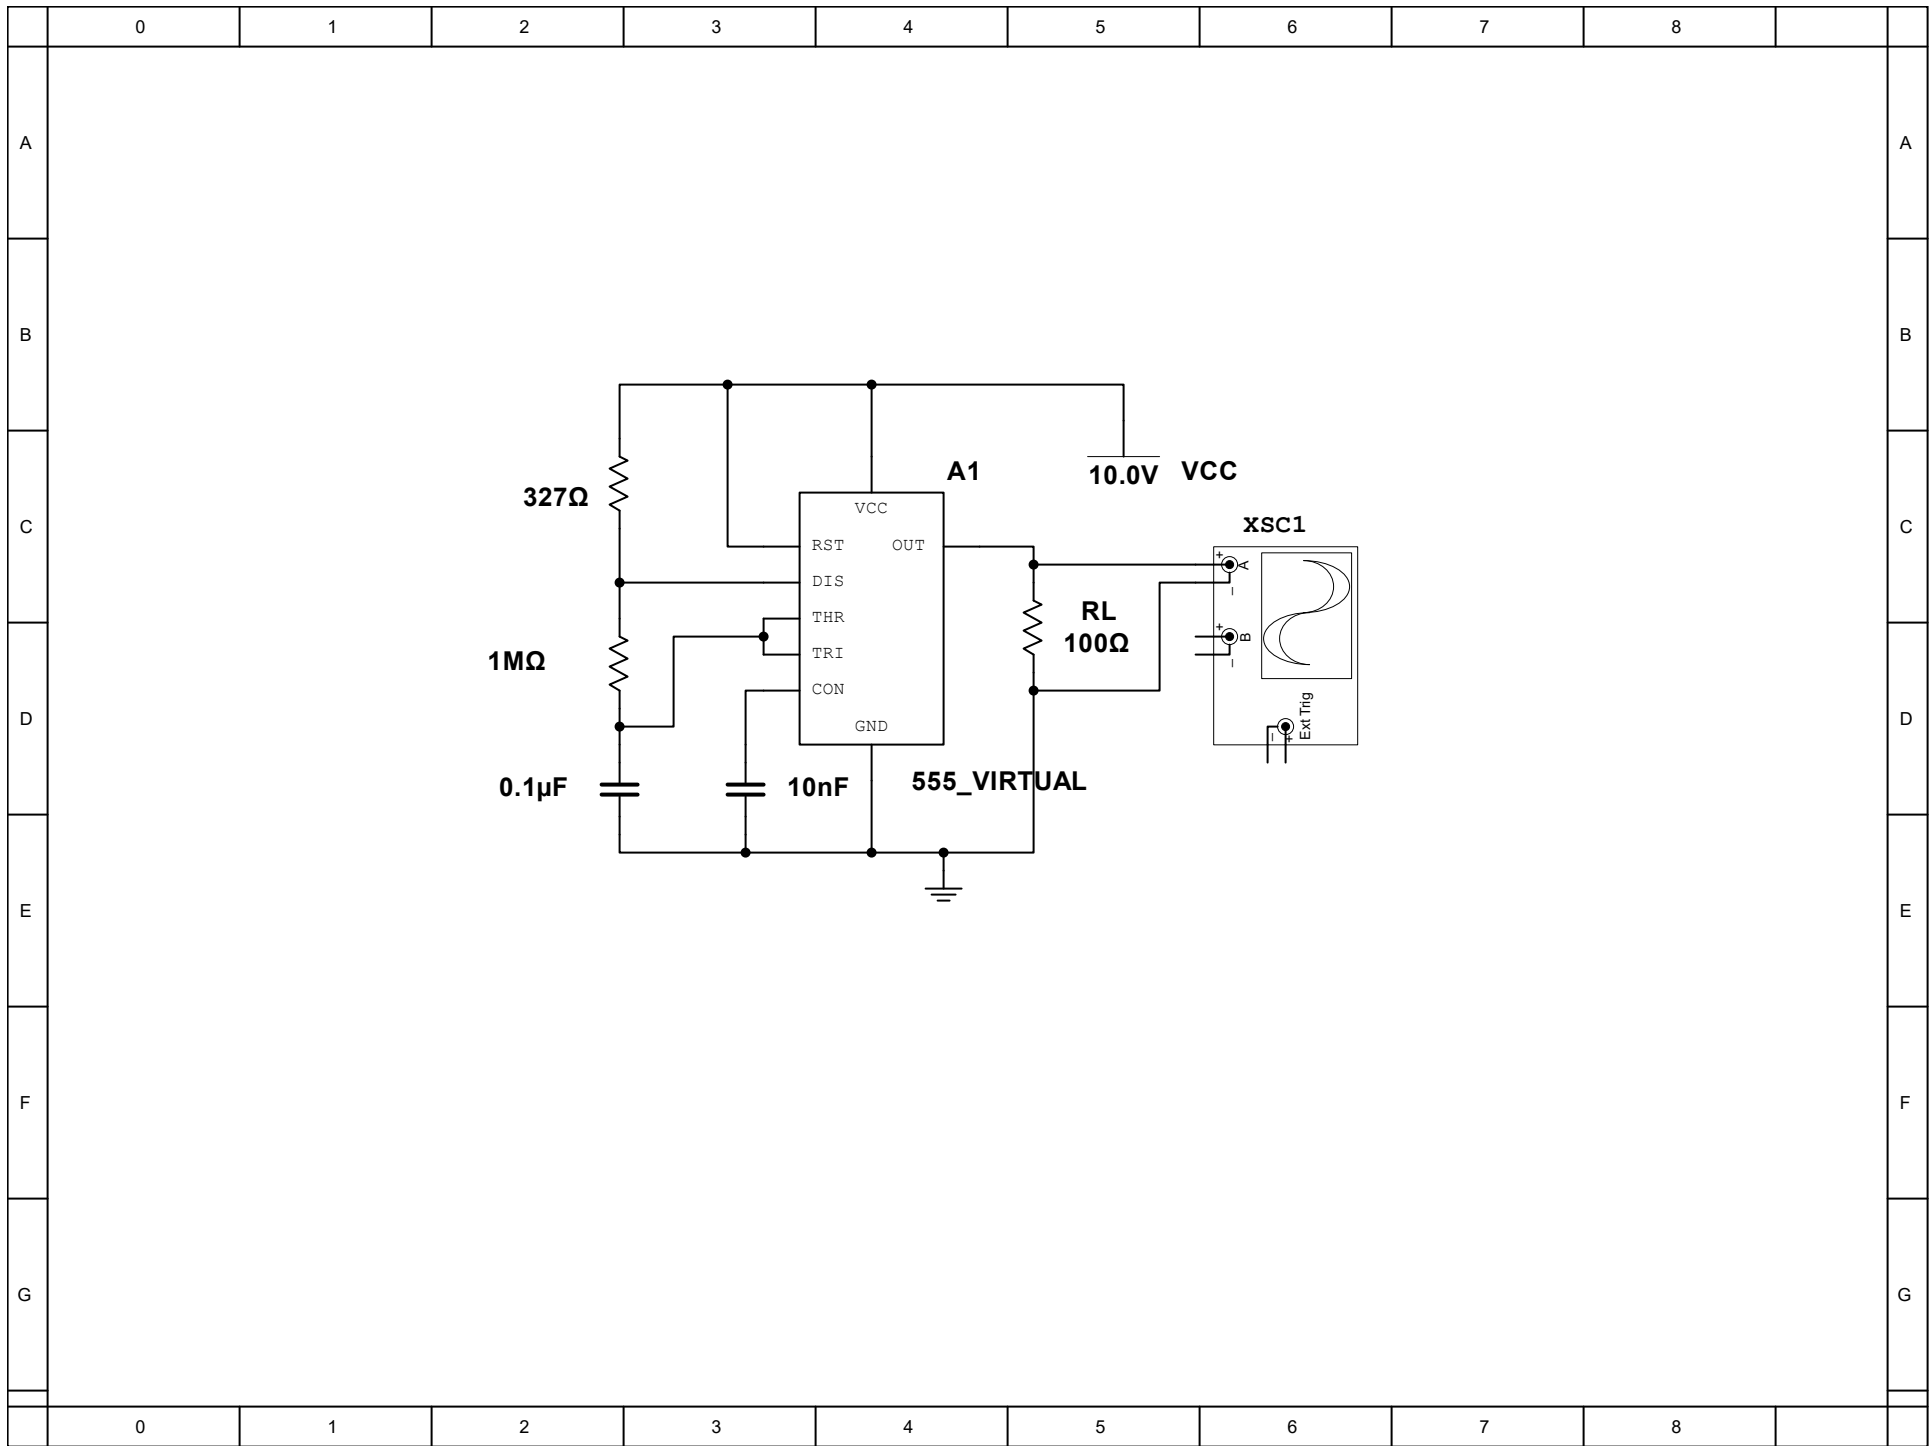 0 1 2 3 4 5 6 7 8
A A
B B
A1
10.0V VCC
327Ω
VCC
C C
XSC1
RST OUT
+ A
DIS
−
THR
RL
TRI
100Ω
+ B
−
1MΩ
CON
Ext Trig
− +
D D
GND
0.1µF 10nF 555_VIRTUAL
E E
F F
G G
0 1 2 3 4 5 6 7 8